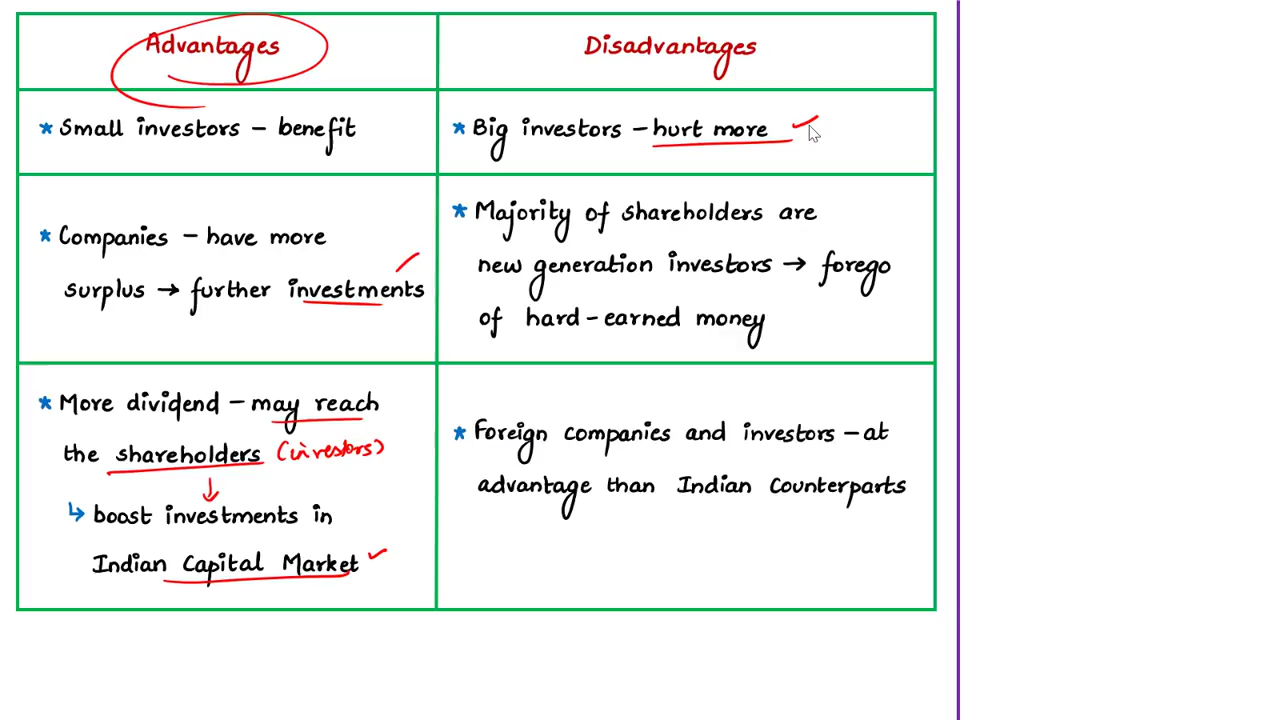 Advantages
Disadvantages
* Small investors - benefit
* Big investors - hurt more
* Companies - have more
surplus → further investments
* Majority of shareholders are
new generation investors → forego
of hard-earned money
* More dividend - may reach
the shareholders (investors)
↳ boost investments in
Indian Capital Market
* Foreign companies and investors - at
advantage than Indian Counterparts